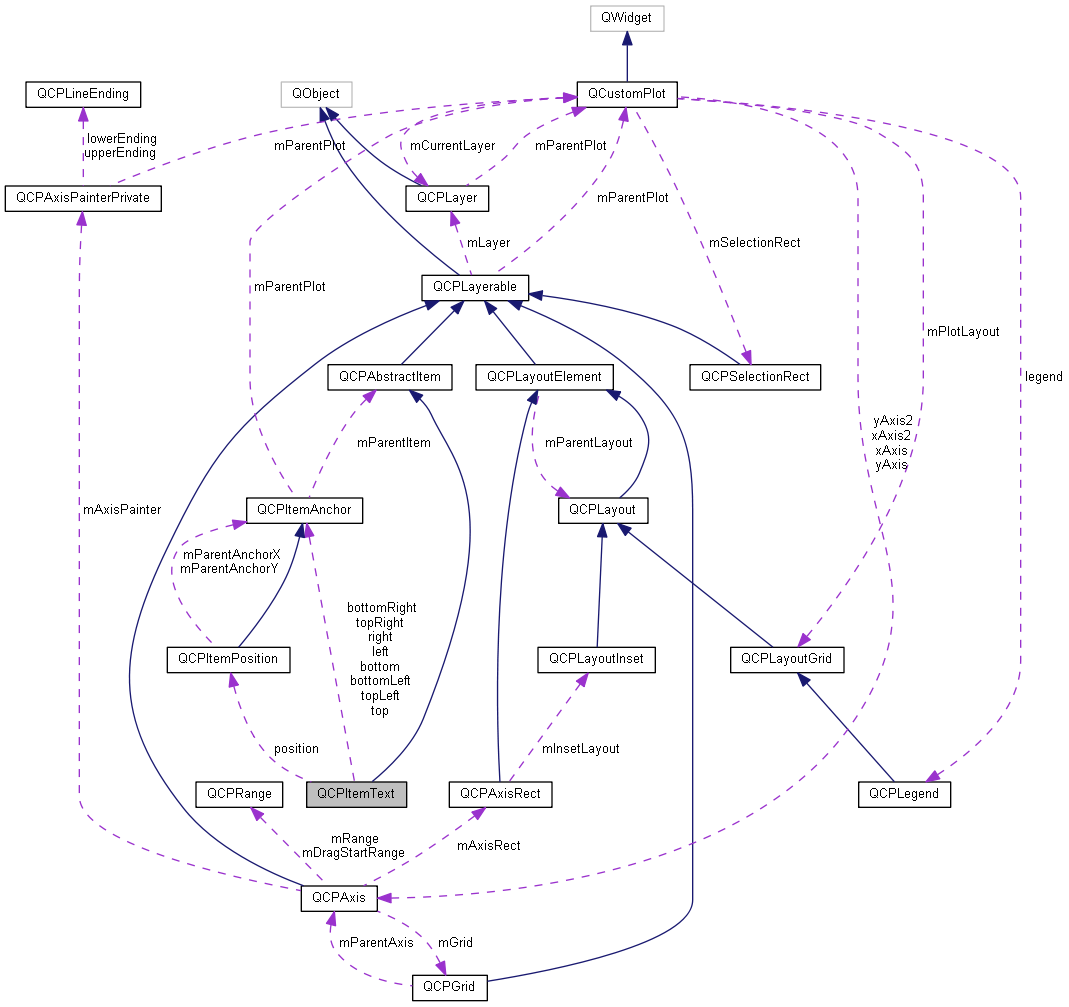 QWidget
QCPLineEnding
QObject
QCustomPlot
lowerEnding
upperEnding
mParentPlot
mCurrentLayer
mParentPlot
QCPAxisPainterPrivate
QCPLayer
mParentPlot
mLayer
mSelectionRect
mParentPlot
QCPLayerable
mPlotLayout
QCPAbstractItem
QCPLayoutElement
QCPSelectionRect
legend
yAxis2
xAxis2
xAxis
yAxis
mParentItem
mParentLayout
mAxisPainter
QCPItemAnchor
QCPLayout
mParentAnchorX
mParentAnchorY
bottomRight
topRight
right
left
bottom
bottomLeft
topLeft
top
QCPItemPosition
QCPLayoutInset
QCPLayoutGrid
position
mInsetLayout
QCPRange
QCPItemText
QCPAxisRect
QCPLegend
mRange
mDragStartRange
mAxisRect
QCPAxis
mParentAxis
mGrid
QCPGrid